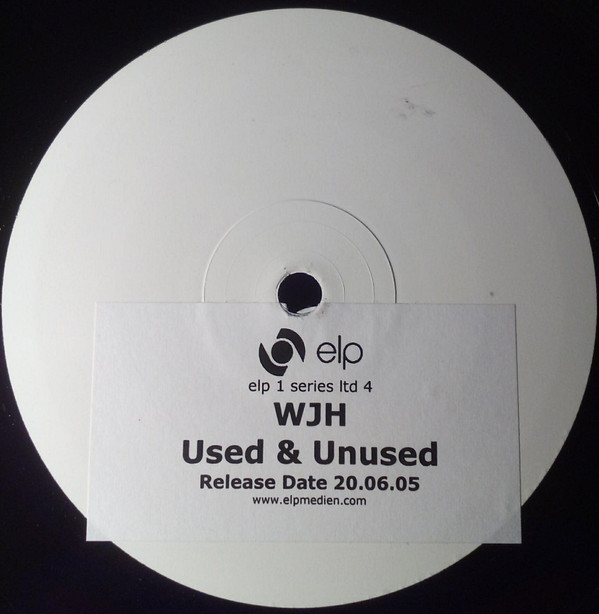 elp
elp 1 series ltd 4
WJH
Used & Unused
Release Date 20.06.05
www.elpmedien.com